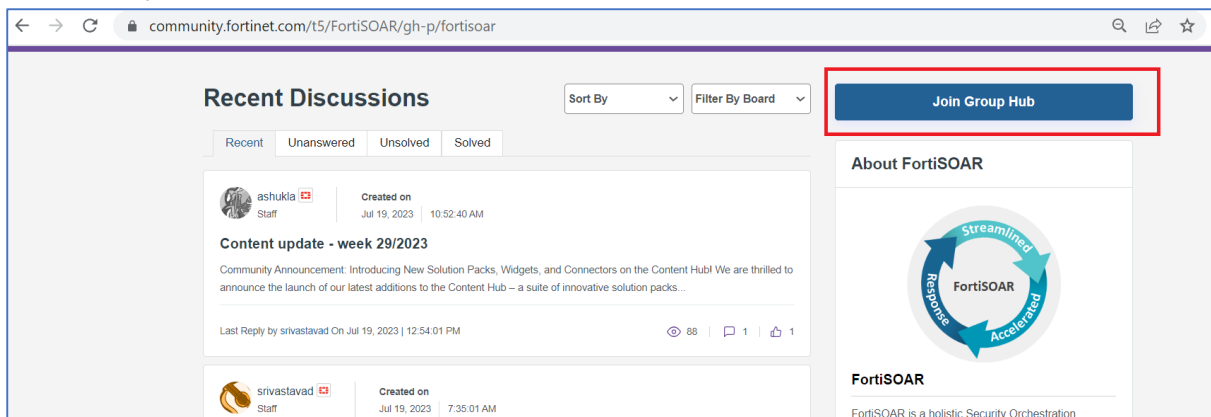 community.fortinet.com/t5/FortiSOAR/gh-p/fortisoar
Recent Discussions
Sort By
Filter By Board
Join Group Hub
Recent Unanswered Unsolved Solved
ashukla
Staff
Created on
Jul 19, 2023 10:52:40 AM
Content update - week 29/2023
Community Announcement: Introducing New Solution Packs, Widgets, and Connectors on the Content Hub! We are thrilled to
announce the launch of our latest additions to the Content Hub – a suite of innovative solution packs...
Last Reply by srivastavad On Jul 19, 2023 | 12:54:01 PM
88 1 1
srivastavad
Staff
Created on
Jul 19, 2023 7:35:01 AM
About FortiSOAR
Streamlined
Accelerated
Response
FortiSOAR
FortiSOAR
FortiSOAR is a holistic Security Orchestration